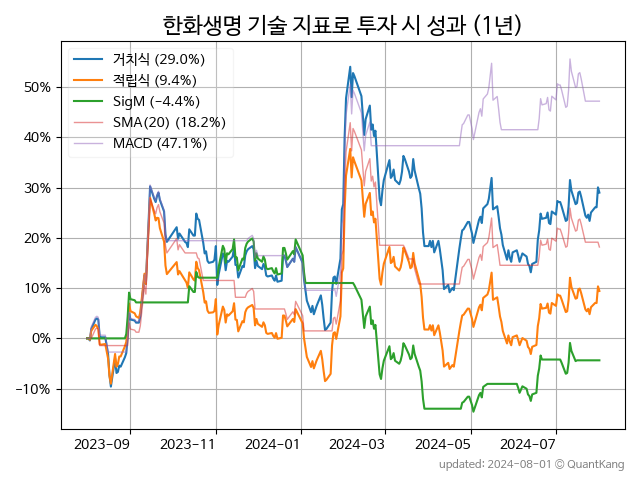 한화생명 기술 지표로 투자 시 성과 (1년)
거치식 (29.0%)
적립식 (9.4%)
SigM (−4.4%)
SMA(20) (18.2%)
MACD (47.1%)
50%
40%
30%
20%
10%
0%
−10%
2023-09 2023-11 2024-01 2024-03 2024-05 2024-07
updated: 2024-08-01 © QuantKang